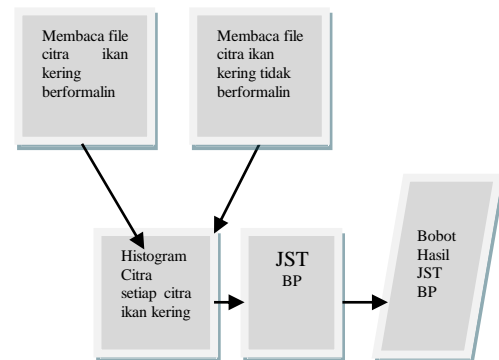 Membaca file
citra ikan
kering
berformalin
Membaca file
citra ikan
kering tidak
berformalin
Histogram
Citra
setiap citra
ikan kering
JST
BP
Bobot
Hasil
JST
BP